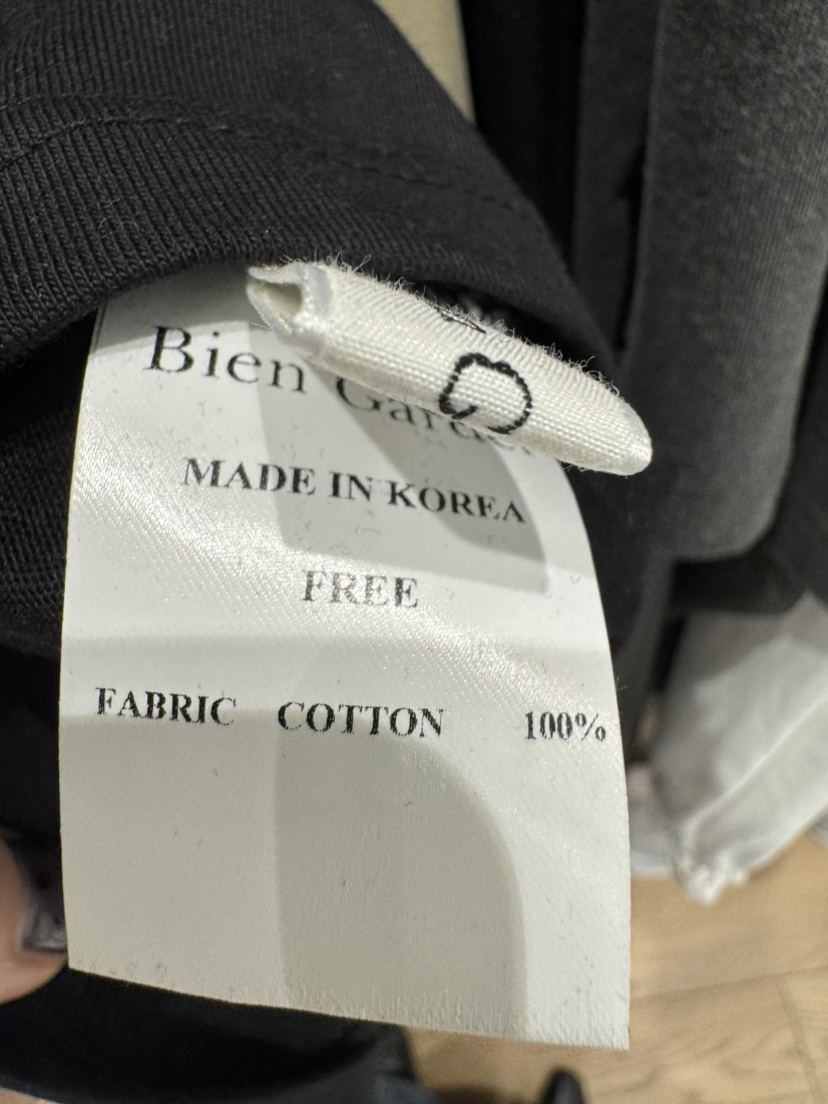 Bien
MADE IN KOREA
FREE
FABRIC COTTON 100%